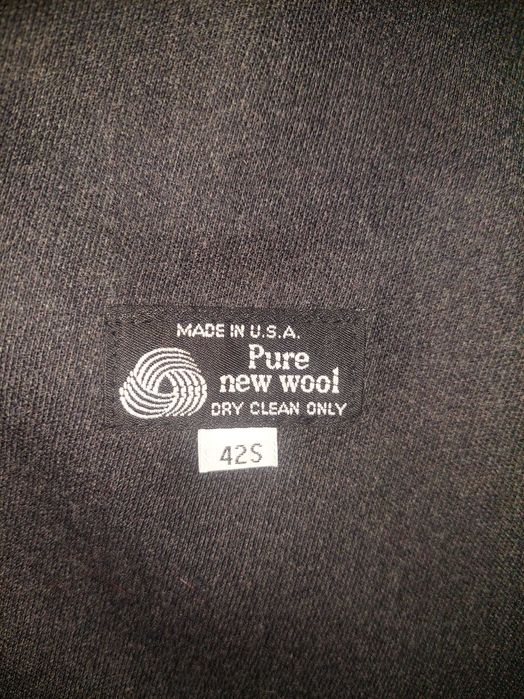 MADE IN U.S.A.
Pure
new wool
DRY CLEAN ONLY
42S